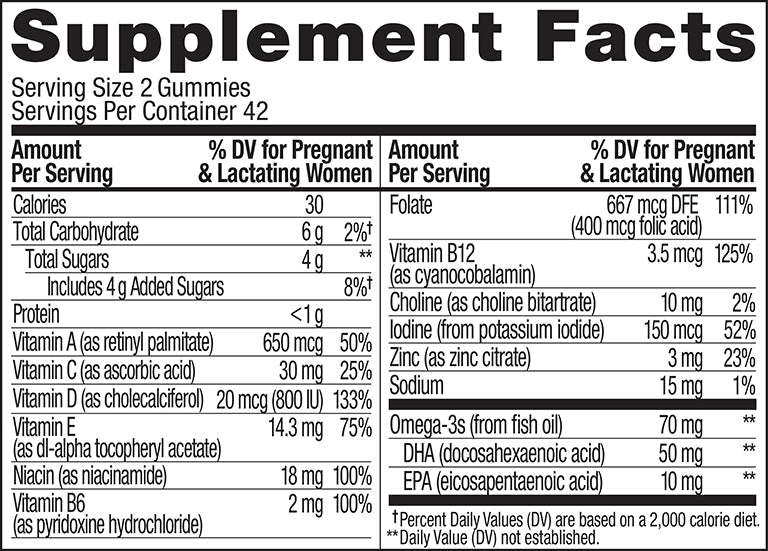 Supplement Facts
Serving Size 2 Gummies
Servings Per Container 42
Amount Per Serving % DV for Pregnant & Lactating Women
Calories 30
Total Carbohydrate 6 g 2%†
Total Sugars 4 g **
Includes 4 g Added Sugars 8%†
Protein <1 g
Vitamin A (as retinyl palmitate) 650 mcg 50%
Vitamin C (as ascorbic acid) 30 mg 25%
Vitamin D (as cholecalciferol) 20 mcg (800 IU) 133%
Vitamin E 14.3 mg 75%
(as dl-alpha tocopheryl acetate)
Niacin (as niacinamide) 18 mg 100%
Vitamin B6 2 mg 100%
(as pyridoxine hydrochloride)
Amount Per Serving % DV for Pregnant & Lactating Women
Folate 667 mcg DFE 111%
(400 mcg folic acid)
Vitamin B12 3.5 mcg 125%
(as cyanocobalamin)
Choline (as choline bitartrate) 10 mg 2%
Iodine (from potassium iodide) 150 mcg 52%
Zinc (as zinc citrate) 3 mg 23%
Sodium 15 mg 1%
Omega-3s (from fish oil) 70 mg **
DHA (docosahexaenoic acid) 50 mg **
EPA (eicosapentaenoic acid) 10 mg **
†Percent Daily Values (DV) are based on a 2,000 calorie diet.
**Daily Value (DV) not established.